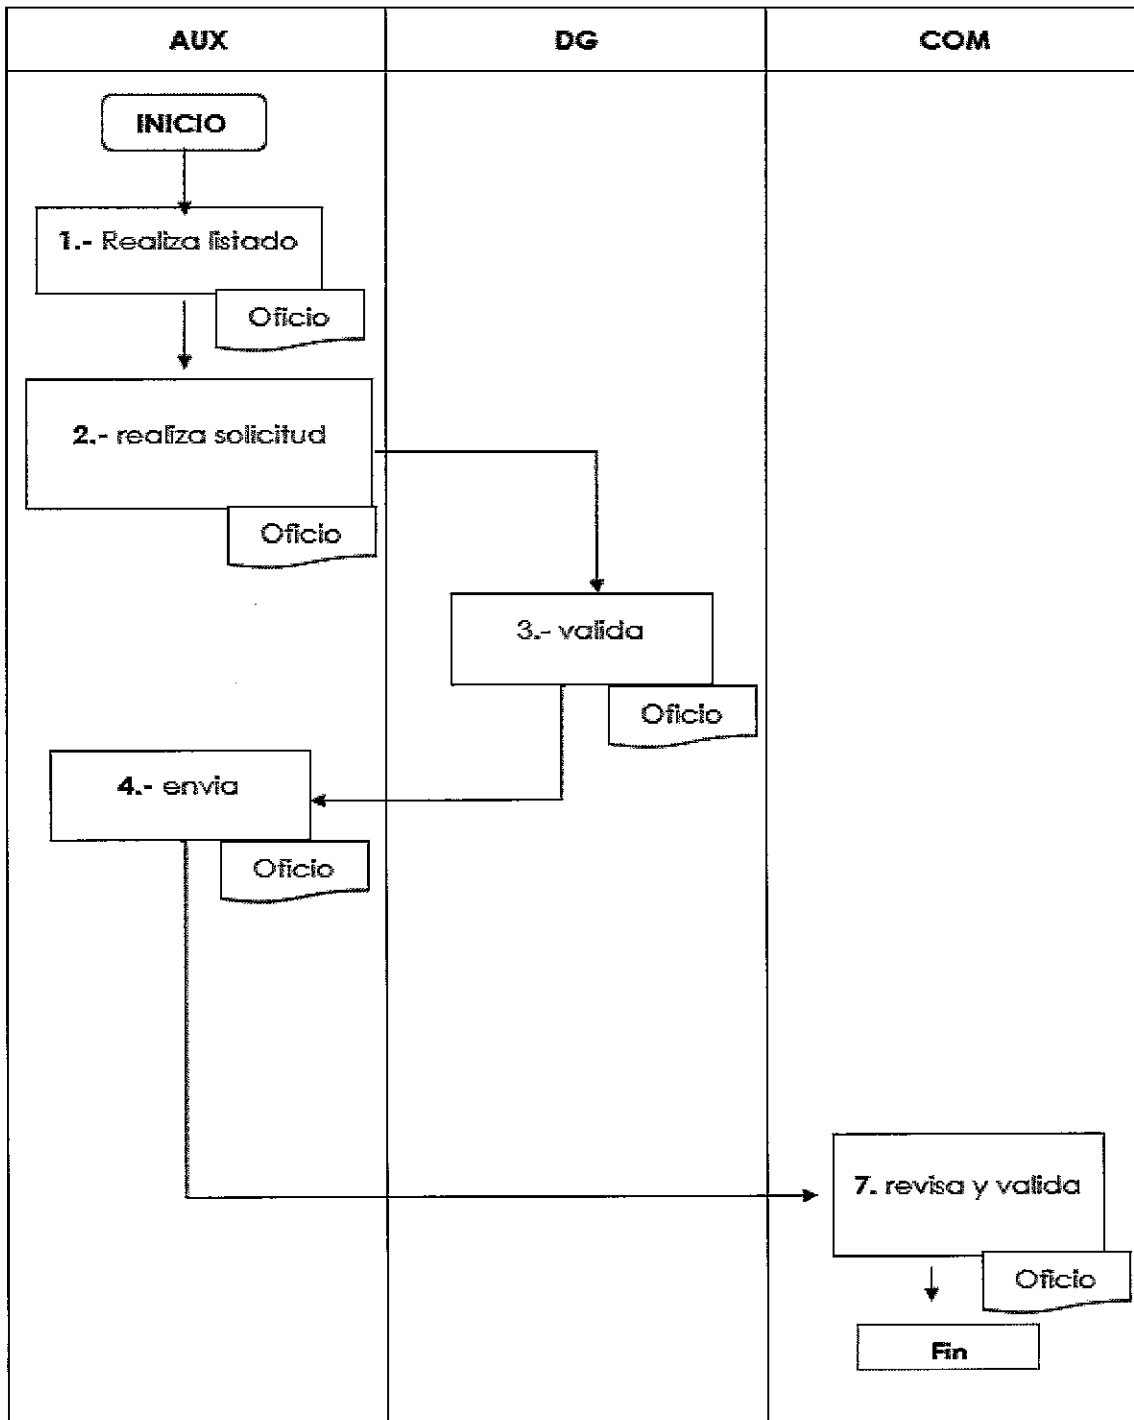 AUX
DG
COM
INICIO
1.- Realiza listado
Oficio
2.- realiza solicitud
Oficio
3.- valida
Oficio
4.- envia
Oficio
7. revisa y valida
Oficio
Fin